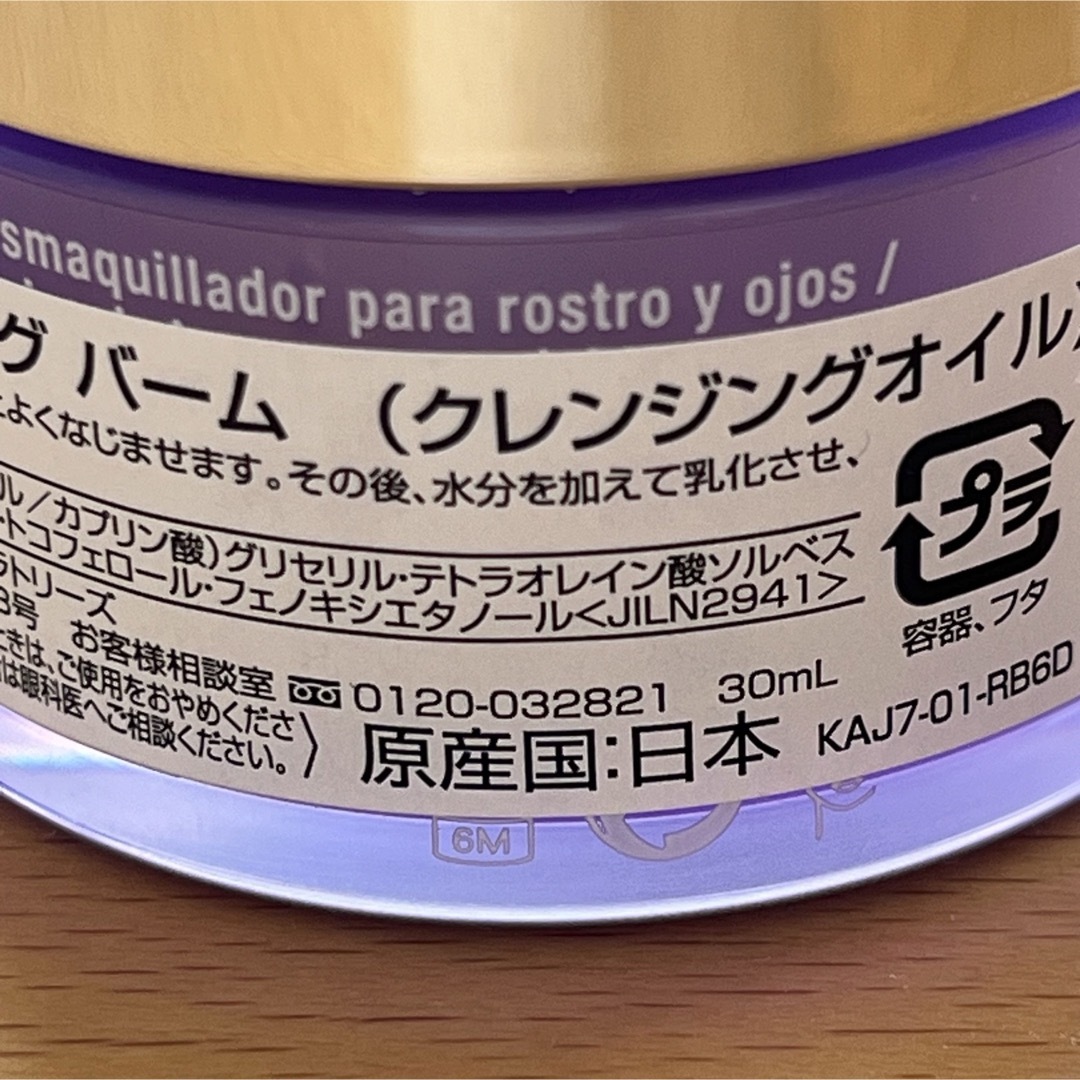 smaquillador para rostro y ojos /
グ バーム （クレンジングオイル）
よくなじませます。その後、水分を加えて乳化させ、
ル／カプリン酸）グリセリル・テトラオレイン酸ソルベス
・トコフェロール・フェノキシエタノール<JILN2941>
ラトリーズ
3号 お客様相談室 0120-032821 30mL
ときは、ご使用をおやめくださ
は眼科医へご相談ください。〉
原産国:日本 KAJ7-01-RB6D
プラ
容器、フタ
6M